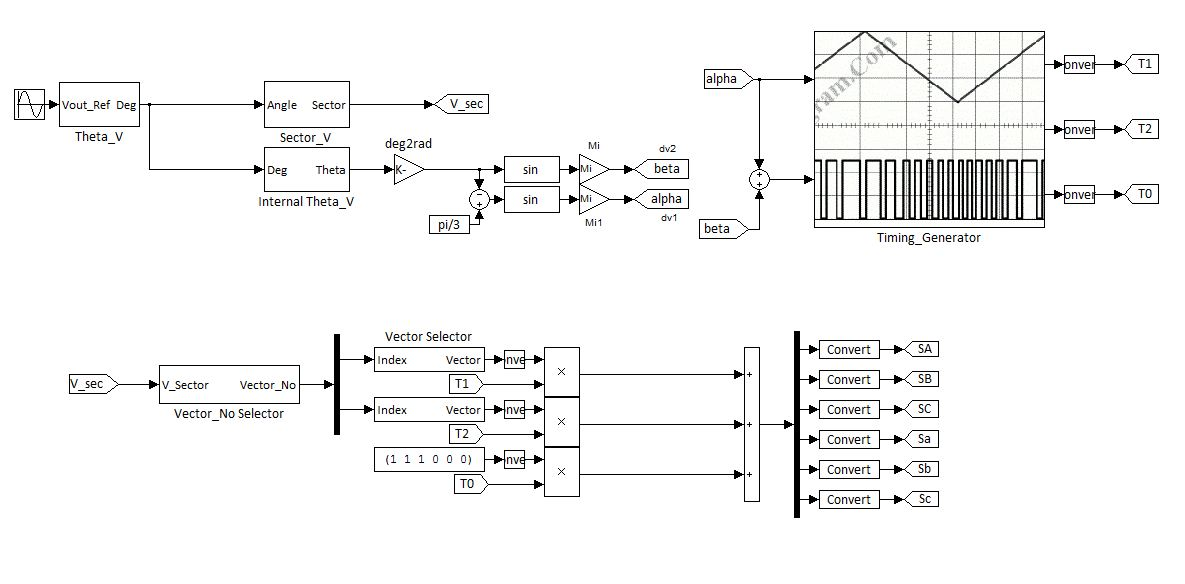 Vout_Ref Deg
Theta_V
Angle Sector
Sector_V
V_sec
Deg Theta
Internal Theta_V
deg2rad
K-
pi/3
sin
sin
Mi
Mi
Mi
Mi1
dv2
beta
alpha
dv1
alpha
beta
ram.Com
Timing_Generator
onver
T1
onver
T2
onver
T0
V_sec
V_Sector Vector_No
Vector_No Selector
Vector Selector
Index Vector
nve
T1
Index Vector
nve
T2
(1 1 1 0 0 0)
nve
T0
×
×
×
+
+
+
Convert SA
Convert SB
Convert SC
Convert Sa
Convert Sb
Convert Sc